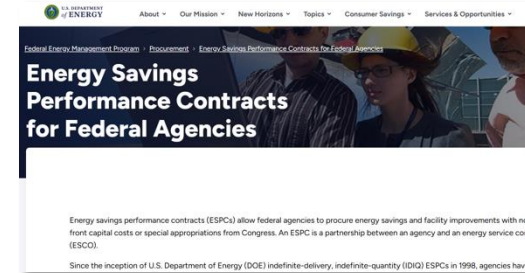 U.S. DEPARTMENT
of ENERGY
About
Our Mission
New Horizons
Topics
Consumer Savings
Services & Opportunities
Federal Energy Management Program
Procurement
Energy Savings Performance Contracts for Federal Agencies
Energy Savings
Performance Contracts
for Federal Agencies
Energy savings performance contracts (ESPCs) allow federal agencies to procure energy savings and facility improvements with
front capital costs or special appropriations from Congress. An ESPC is a partnership between an agency and an energy service
(ESCO).
Since the inception of U.S. Department of Energy (DOE) indefinite-delivery, indefinite-quantity (IDIQ) ESPCs in 1998, agencies